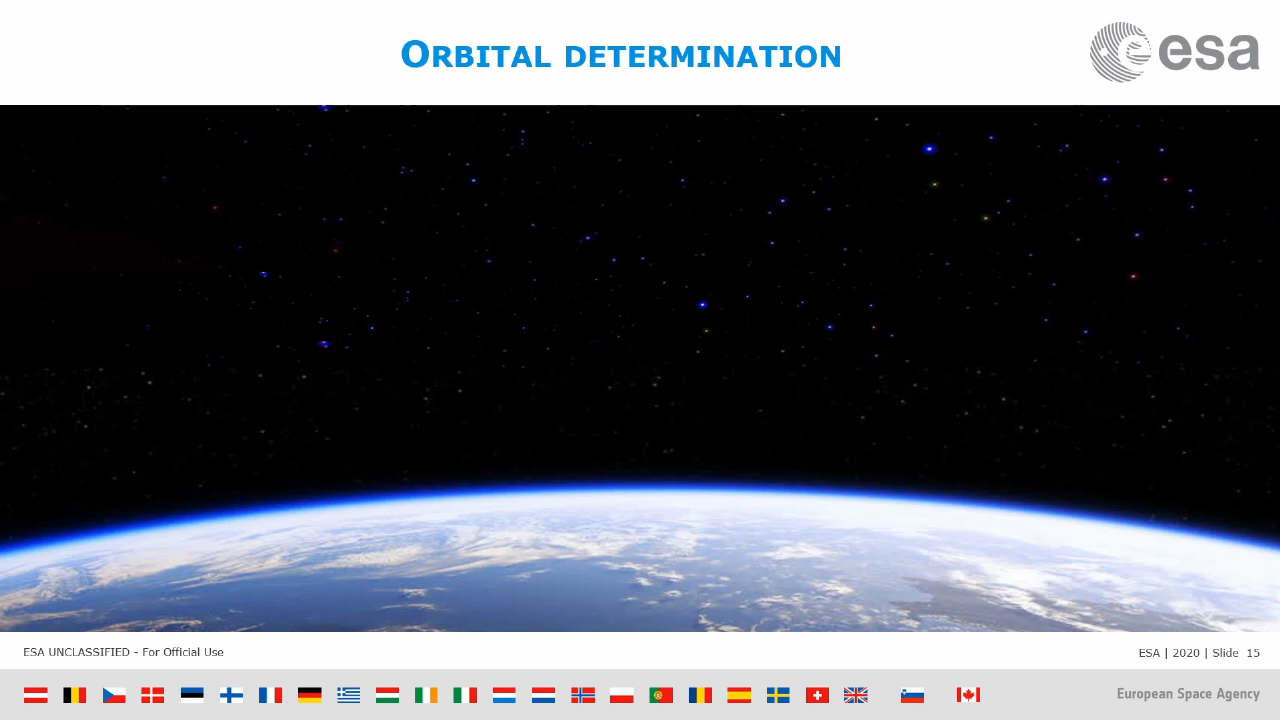 ORBITAL DETERMINATION
esa
ESA UNCLASSIFIED - For Official Use
ESA | 2020 | Slide 15
European Space Agency